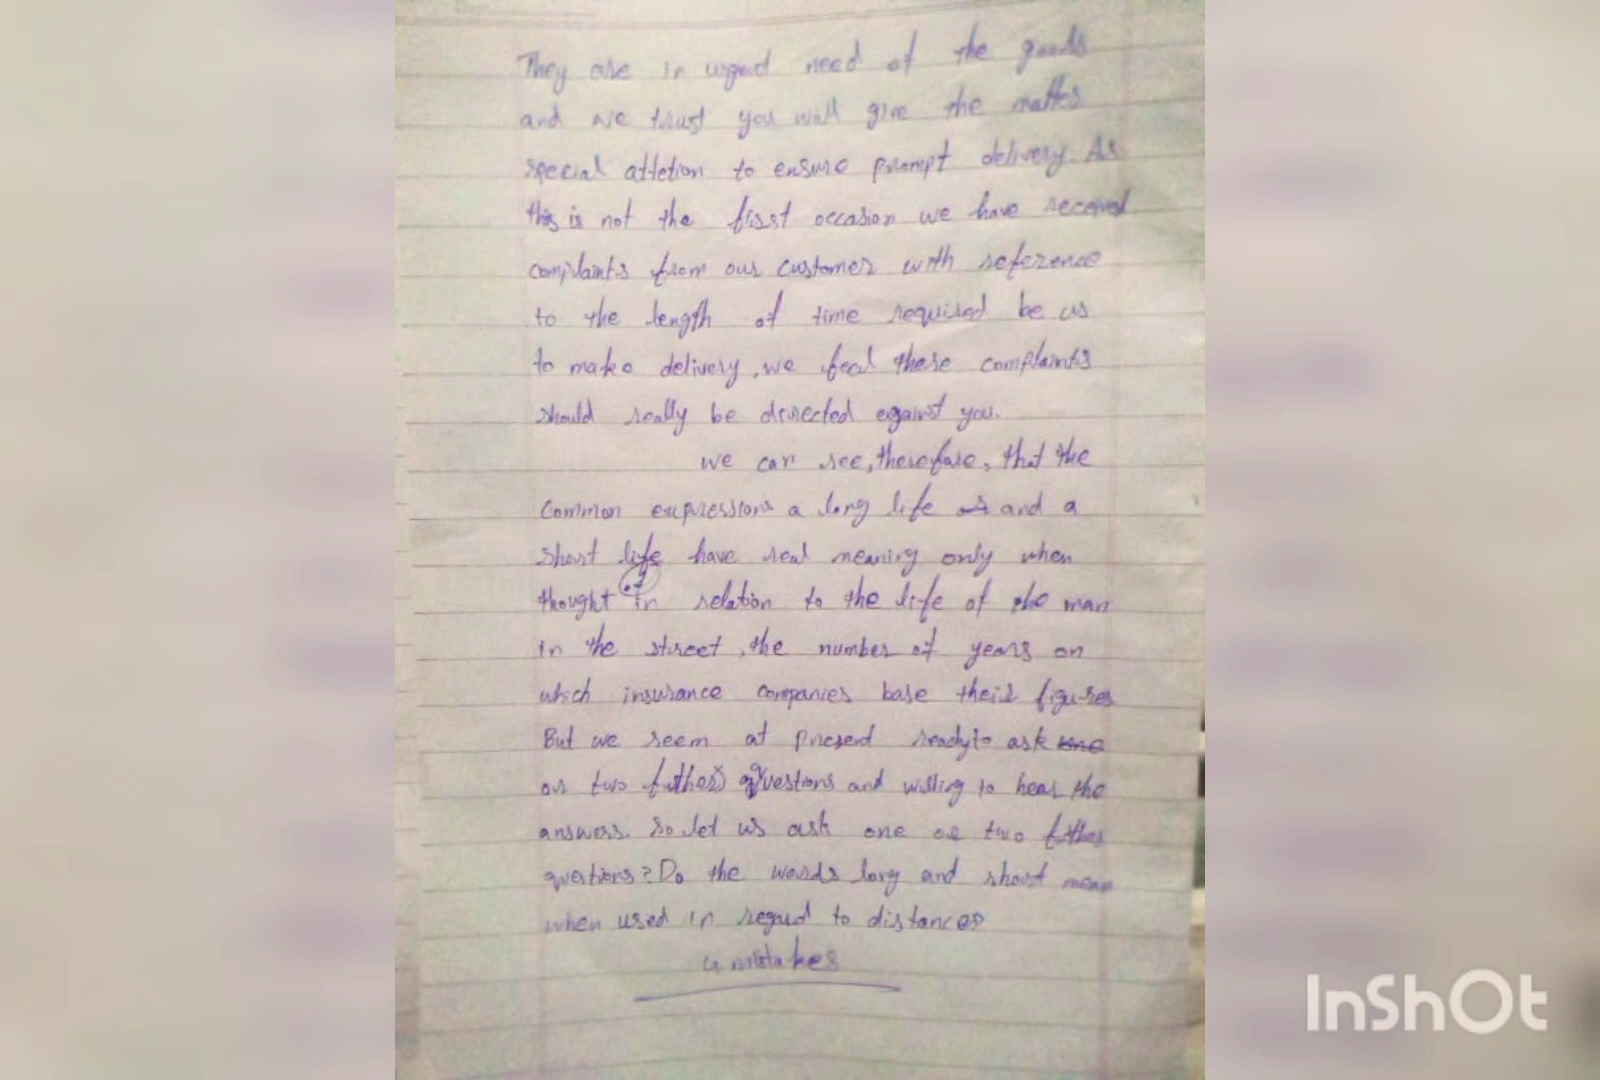 They are in urgent need of the goods
and we trust you will give the matter
special attetion to ensure prompt delivery. As
this is not the first occasion we have received
complaints from our customer with reference
to the length of time required be us
to make delivery, we feel these complaints
should really be directed egainst you.
we can see, therefore, that the
common expressions a long life and a
short life have real meaning only when
of
thought in relation to the life of the man
in the street, the number of years on
which insurance companies base their figures
But we seem at present ready to ask one
or two futher questions and willing to hear the
answers. So let us ask one or two futher
questions? Do the words long and short mean
when used in regard to distances
4 mistakes
InShOt